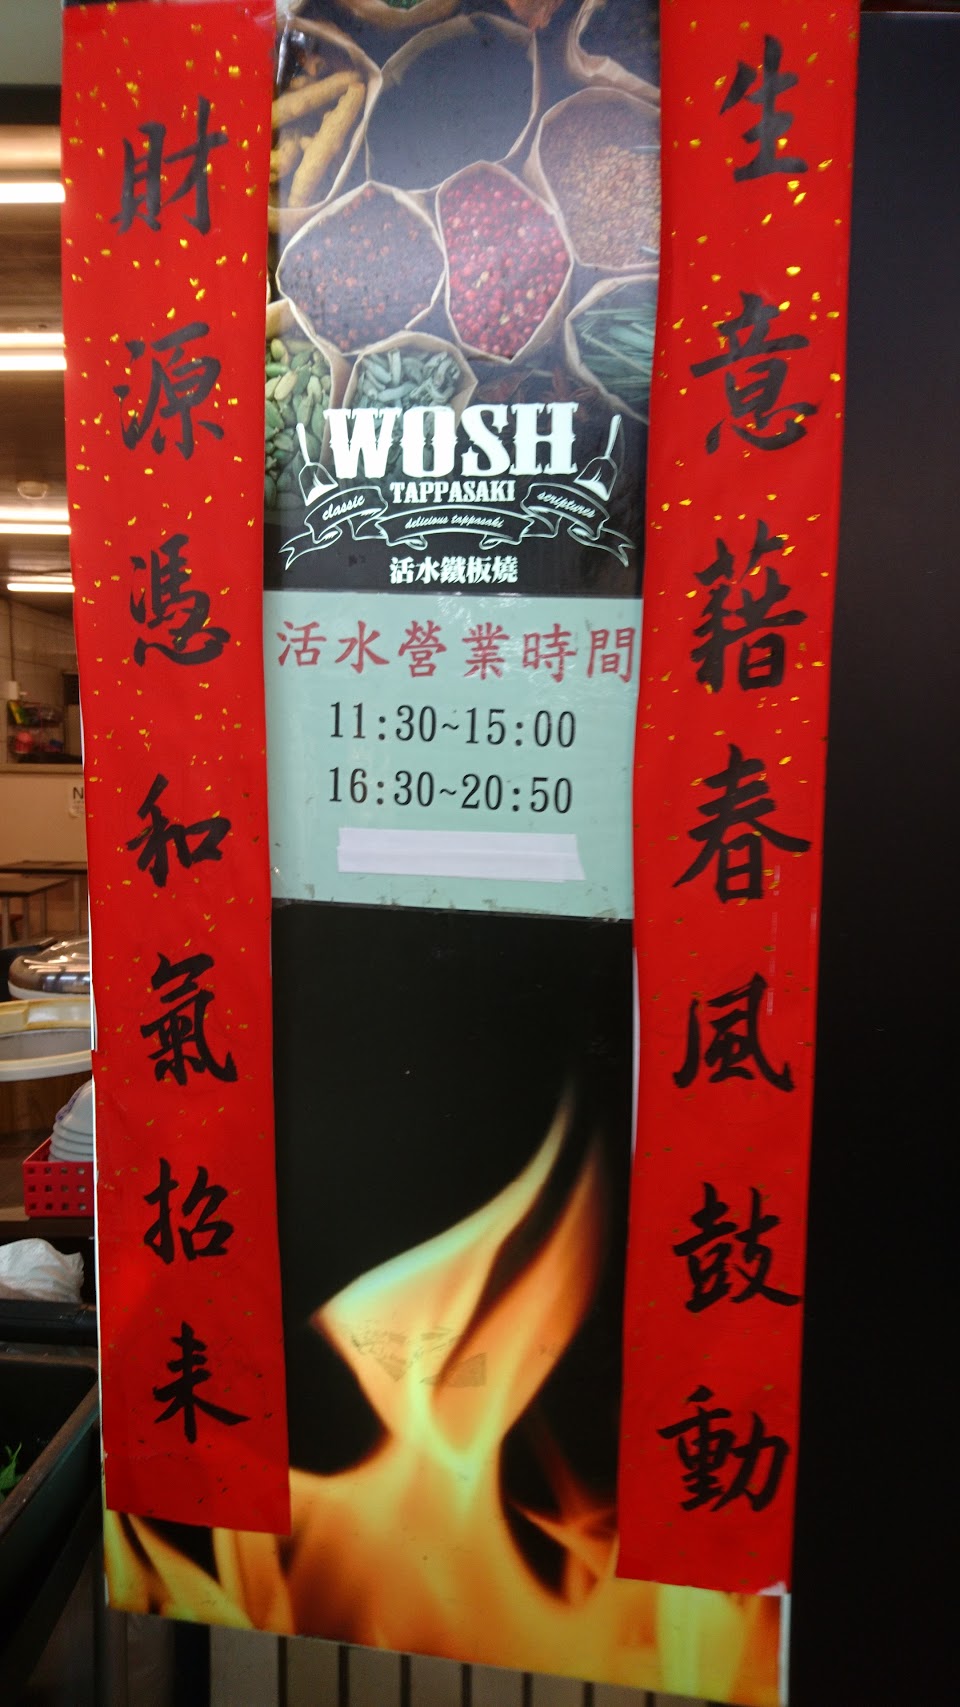 生意藉春風鼓動
財源憑和氣招来
WOSH
TAPPASAKI
classic
delicious tappasaki
scriptures
活水鐵板燒
活水營業時間
11:30~15:00
16:30~20:50
N